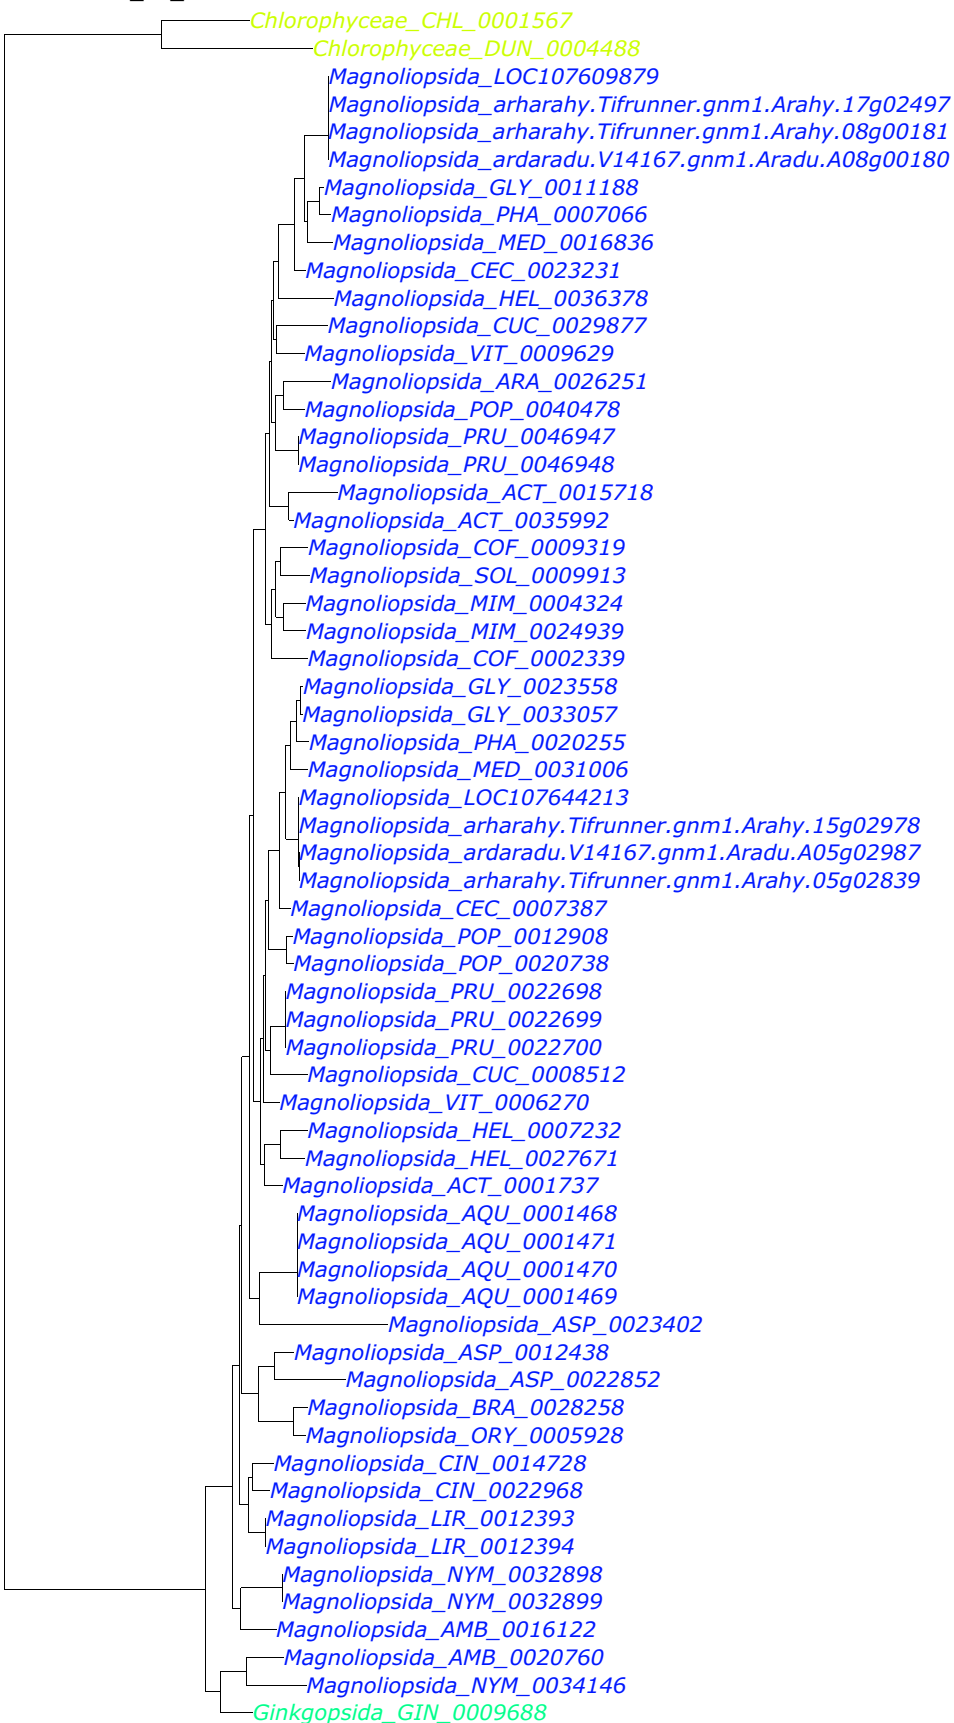 Chlorophyceae_CHL_0001567
Chlorophyceae_DUN_0004488
Magnoliopsida_LOC107609879
Magnoliopsida_arharahy.Tifrunner.gnm1.Arahy.17g02497
Magnoliopsida_arharahy.Tifrunner.gnm1.Arahy.08g00181
Magnoliopsida_ardaradu.V14167.gnm1.Aradu.A08g00180
Magnoliopsida_GLY_0011188
Magnoliopsida_PHA_0007066
Magnoliopsida_MED_0016836
Magnoliopsida_CEC_0023231
Magnoliopsida_HEL_0036378
Magnoliopsida_CUC_0029877
Magnoliopsida_VIT_0009629
Magnoliopsida_ARA_0026251
Magnoliopsida_POP_0040478
Magnoliopsida_PRU_0046947
Magnoliopsida_PRU_0046948
Magnoliopsida_ACT_0015718
Magnoliopsida_ACT_0035992
Magnoliopsida_COF_0009319
Magnoliopsida_SOL_0009913
Magnoliopsida_MIM_0004324
Magnoliopsida_MIM_0024939
Magnoliopsida_COF_0002339
Magnoliopsida_GLY_0023558
Magnoliopsida_GLY_0033057
Magnoliopsida_PHA_0020255
Magnoliopsida_MED_0031006
Magnoliopsida_LOC107644213
Magnoliopsida_arharahy.Tifrunner.gnm1.Arahy.15g02978
Magnoliopsida_ardaradu.V14167.gnm1.Aradu.A05g02987
Magnoliopsida_arharahy.Tifrunner.gnm1.Arahy.05g02839
Magnoliopsida_CEC_0007387
Magnoliopsida_POP_0012908
Magnoliopsida_POP_0020738
Magnoliopsida_PRU_0022698
Magnoliopsida_PRU_0022699
Magnoliopsida_PRU_0022700
Magnoliopsida_CUC_0008512
Magnoliopsida_VIT_0006270
Magnoliopsida_HEL_0007232
Magnoliopsida_HEL_0027671
Magnoliopsida_ACT_0001737
Magnoliopsida_AQU_0001468
Magnoliopsida_AQU_0001471
Magnoliopsida_AQU_0001470
Magnoliopsida_AQU_0001469
Magnoliopsida_ASP_0023402
Magnoliopsida_ASP_0012438
Magnoliopsida_ASP_0022852
Magnoliopsida_BRA_0028258
Magnoliopsida_ORY_0005928
Magnoliopsida_CIN_0014728
Magnoliopsida_CIN_0022968
Magnoliopsida_LIR_0012393
Magnoliopsida_LIR_0012394
Magnoliopsida_NYM_0032898
Magnoliopsida_NYM_0032899
Magnoliopsida_AMB_0016122
Magnoliopsida_AMB_0020760
Magnoliopsida_NYM_0034146
Ginkgopsida_GIN_0009688